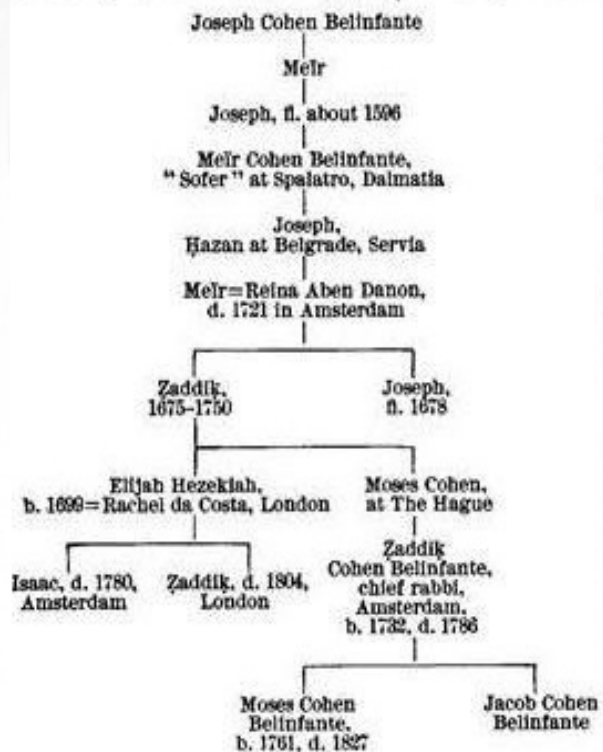 Joseph Cohen Belinfante
Meïr
Joseph, fl. about 1596
Meïr Cohen Belinfante,
"Sofer" at Spalatro, Dalmatia
Joseph,
Ḥazan at Belgrade, Servia
Meïr=Reina Aben Danon,
d. 1721 in Amsterdam
Ẓaddiḳ,
1675-1750
Joseph,
fl. 1678
Elijah Hezekiah,
b. 1699=Rachel da Costa, London
Moses Cohen,
at The Hague
Isaac, d. 1780,
Amsterdam
Ẓaddiḳ, d. 1804,
London
Ẓaddiḳ
Cohen Belinfante,
chief rabbi,
Amsterdam,
b. 1732, d. 1786
Moses Cohen
Belinfante,
b. 1761, d. 1827
Jacob Cohen
Belinfante